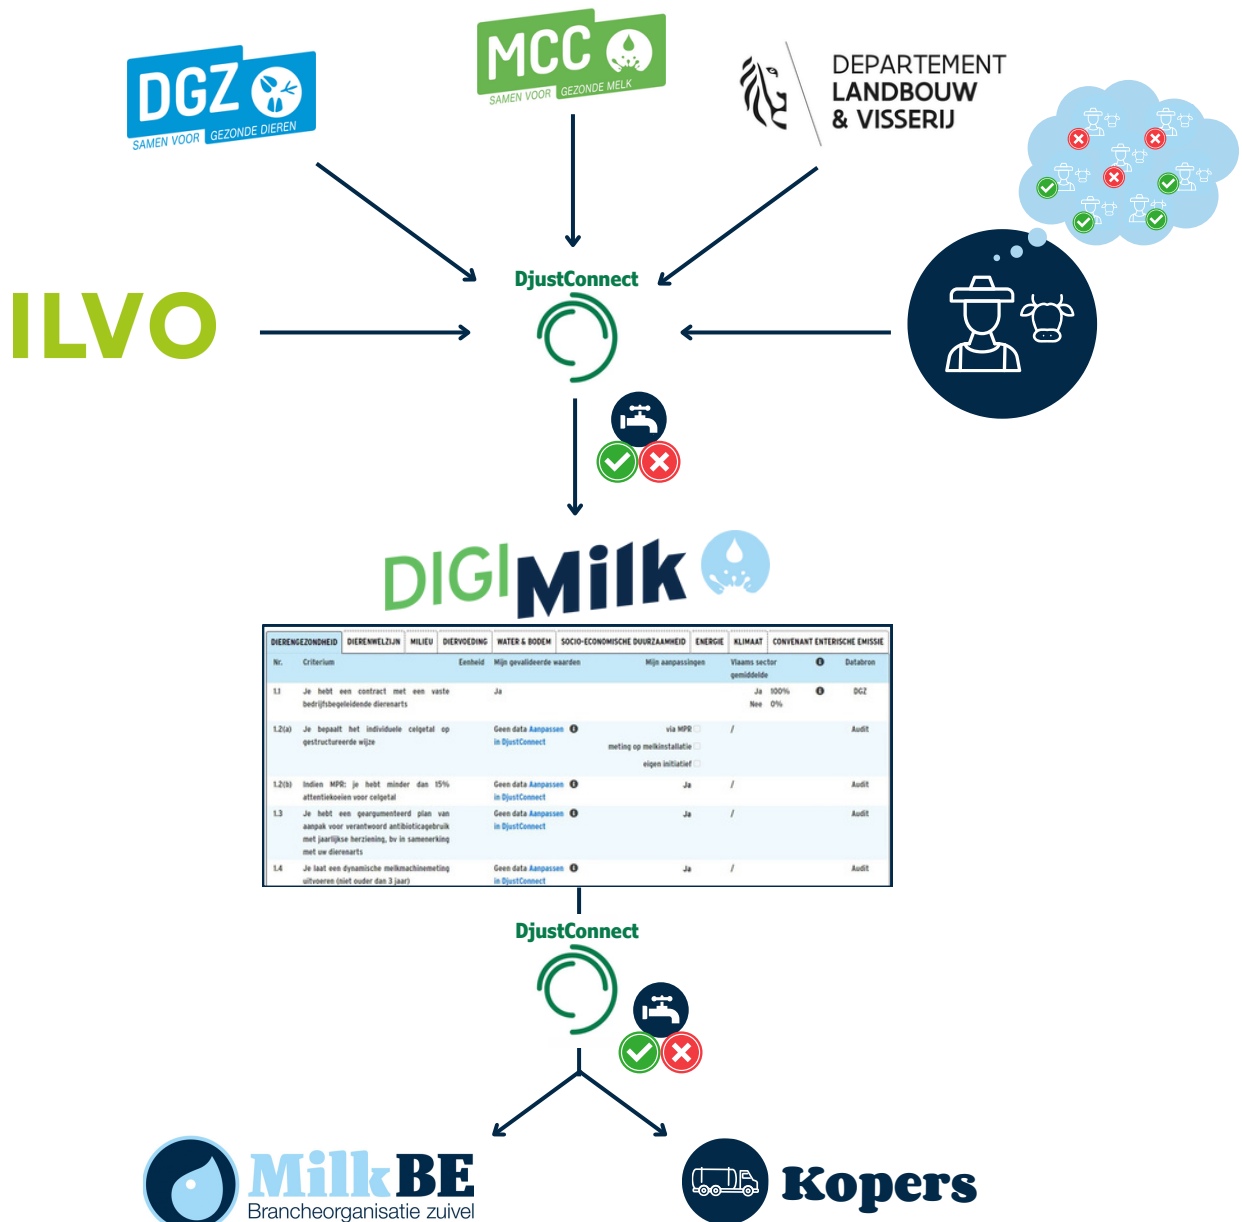 DGZ
SAMEN VOOR GEZONDE DIEREN
MCC
SAMEN VOOR GEZONDE MELK
DEPARTEMENT
LANDBOUW
& VISSERIJ
ILVO
DjustConnect
DIGIMilk
DIERENGEZONDHEID DIERENWELZIJN MILIEU DIERVOEDING WATER & BODEM SOCIO-ECONOMISCHE DUURZAAMHEID ENERGIE KLIMAAT CONVENANT ENTERISCHE EMISSIE
Nr. Criterium Eenheid Mijn gevalideerde waarden Mijn aanpassingen Vlaams sector Databron
gemiddelde
1.1 Je hebt een contract met een vaste Ja Ja 100% DGZ
bedrijfsbegeleidende dierenarts Nee 0%
1.2(a) Je bepaalt het individuele celgetal op Geen data Aanpassen via MPR / Audit
gestructureerde wijze in DjustConnect meting op melkinstallatie
eigen initiatief
1.2(b) Indien MPR: je hebt minder dan 15% Geen data Aanpassen Ja / Audit
attentiekoeien voor celgetal in DjustConnect
1.3 Je hebt een geargumenteerd plan van Geen data Aanpassen Ja / Audit
aanpak voor verantwoord antibioticagebruik in DjustConnect
met jaarlijkse herziening, bv in samenerking
met uw dierenarts
1.4 Je laat een dynamische melkmachinemeting Geen data Aanpassen Ja / Audit
uitvoeren (niet ouder dan 3 jaar) in DjustConnect
DjustConnect
MilkBE
Brancheorganisatie zuivel
Kopers